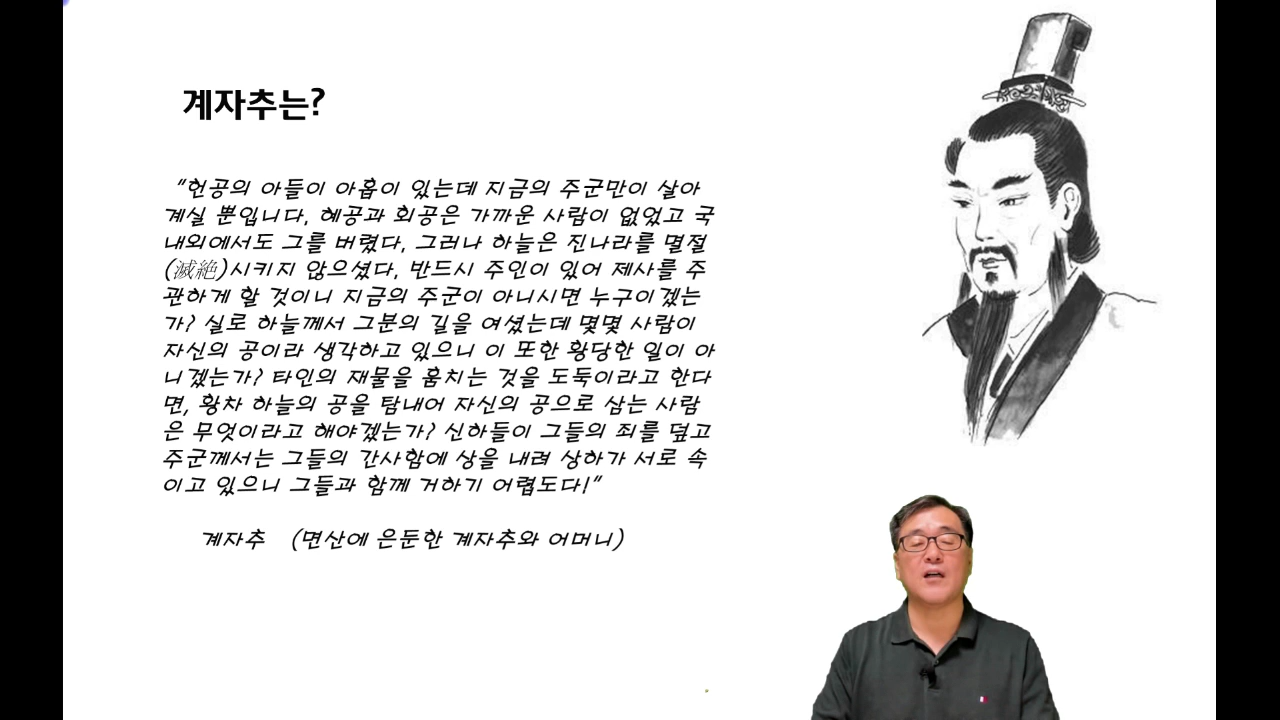 계자추는?
“헌공의 아들이 아홉이 있는데 지금의 주군만이 살아
계실 뿐입니다. 혜공과 회공은 가까운 사람이 없었고 국
내외에서도 그를 버렸다. 그러나 하늘은 진나라를 멸절
(滅絶)시키지 않으셨다. 반드시 주인이 있어 제사를 주
관하게 할 것이니 지금의 주군이 아니시면 누구이겠는
가? 실로 하늘께서 그분의 길을 여셨는데 몇몇 사람이
자신의 공이라 생각하고 있으니 이 또한 황당한 일이 아
니겠는가? 타인의 재물을 훔치는 것을 도둑이라고 한다
면, 황차 하늘의 공을 탐내어 자신의 공으로 삼는 사람
은 무엇이라고 해야겠는가? 신하들이 그들의 죄를 덮고
주군께서는 그들의 간사함에 상을 내려 상하가 서로 속
이고 있으니 그들과 함께 거하기 어렵도다!”
계자추 (면산에 은둔한 계자추와 어머니)